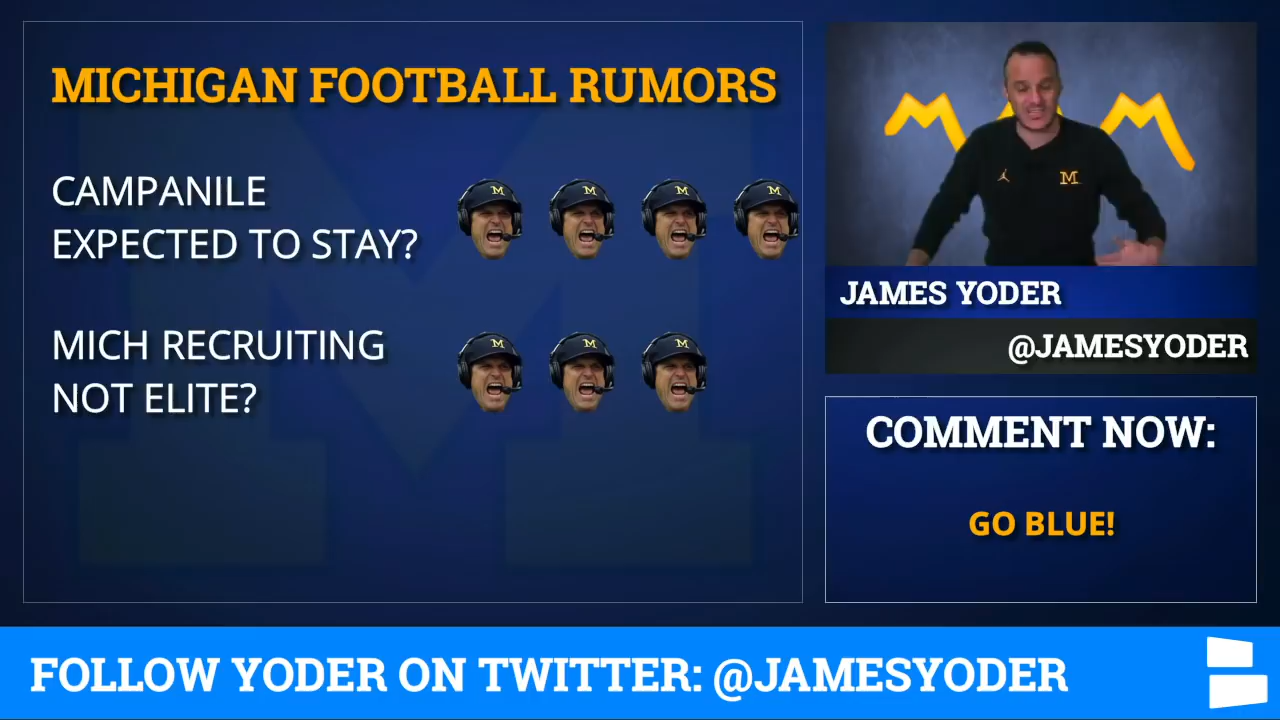 MICHIGAN FOOTBALL RUMORS
CAMPANILE
EXPECTED TO STAY?
MICH RECRUITING
NOT ELITE?
JAMES YODER
@JAMESYODER
COMMENT NOW:
GO BLUE!
FOLLOW YODER ON TWITTER: @JAMESYODER